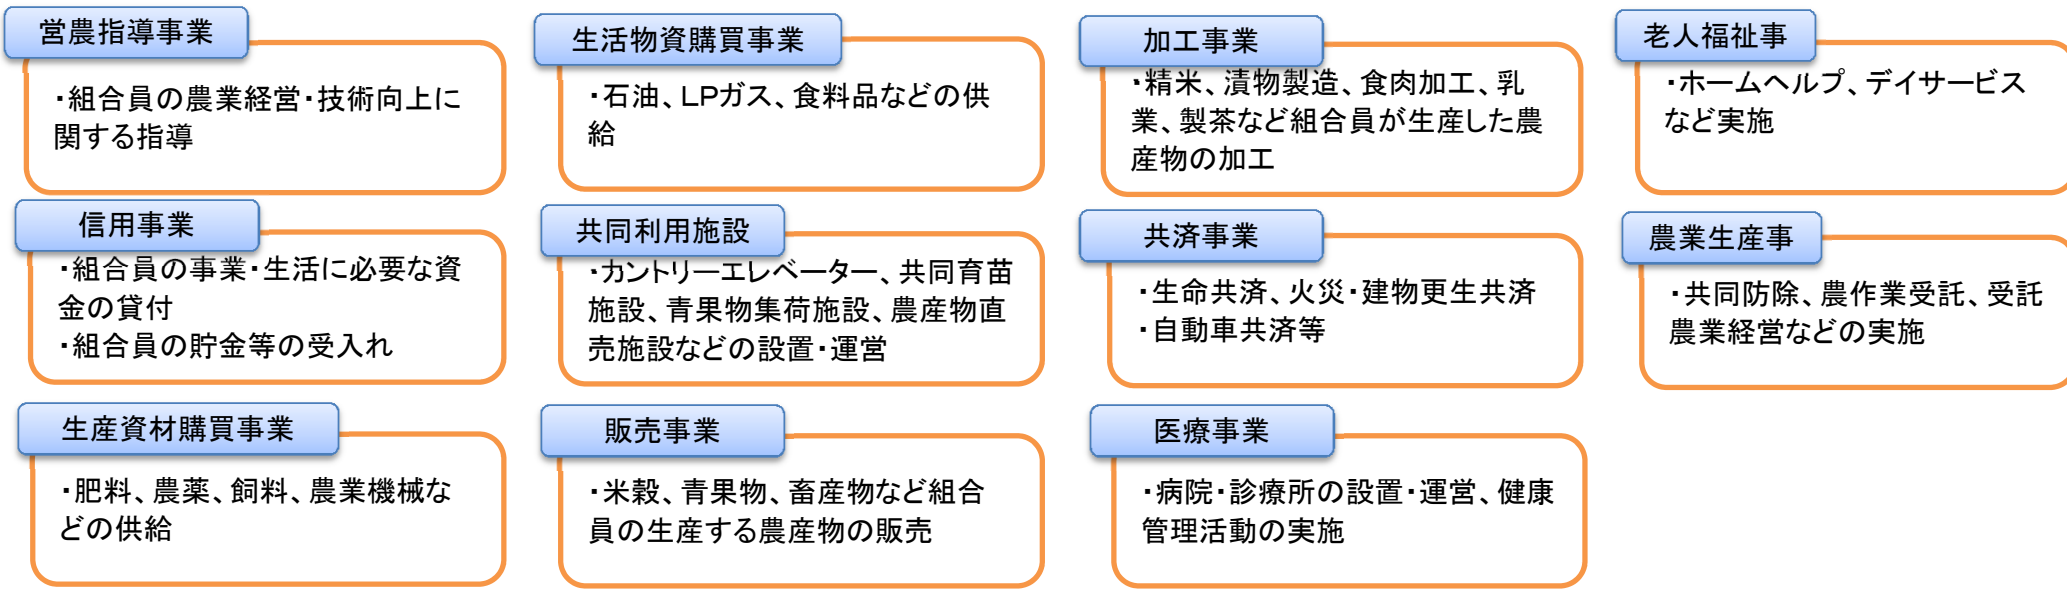 営農指導事業
・組合員の農業経営・技術向上に
関する指導
生活物資購買事業
・石油、LPガス、食料品などの供
給
加工事業
・精米、漬物製造、食肉加工、乳
業、製茶など組合員が生産した農
産物の加工
老人福祉事
・ホームヘルプ、デイサービス
など実施
信用事業
・組合員の事業・生活に必要な資
金の貸付
・組合員の貯金等の受入れ
共同利用施設
・カントリーエレベーター、共同育苗
施設、青果物集荷施設、農産物直
売施設などの設置・運営
共済事業
・生命共済、火災・建物更生共済
・自動車共済等
農業生産事
・共同防除、農作業受託、受託
農業経営などの実施
生産資材購買事業
・肥料、農薬、飼料、農業機械な
どの供給
販売事業
・米穀、青果物、畜産物など組合
員の生産する農産物の販売
医療事業
・病院・診療所の設置・運営、健康
管理活動の実施